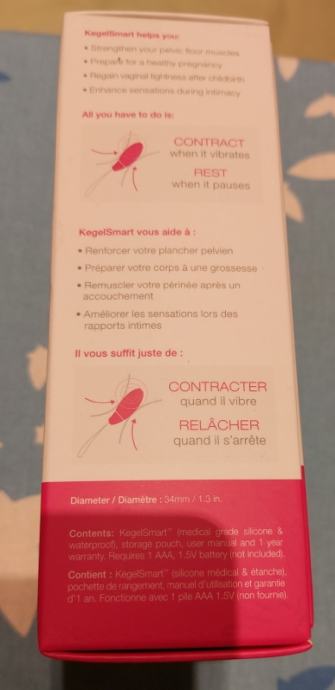 KegelSmart helps you:
• Strengthen your pelvic floor muscles
• Prepare for a healthy pregnancy
• Regain vaginal tightness after childbirth
• Enhance sensations during intimacy
All you have to do is:
CONTRACT
when it vibrates
REST
when it pauses
KegelSmart vous aide à :
• Renforcer votre plancher pelvien
• Préparer votre corps à une grossesse
• Remuscler votre périnée après un
accouchement
• Améliorer les sensations lors des
rapports intimes
Il vous suffit juste de :
CONTRACTER
quand il vibre
RELÂCHER
quand il s'arrête
Diameter / Diamètre : 34mm / 1.3 in.
Contents: KegelSmart™ (medical grade silicone &
waterproof), storage pouch, user manual and 1 year
warranty. Requires 1 AAA, 1.5V battery (not included).
Contient : KegelSmart™ (silicone médical & étanche),
pochette de rangement, manuel d'utilisation et garantie
d'1 an. Fonctionne avec 1 pile AAA 1.5V (non fournie).